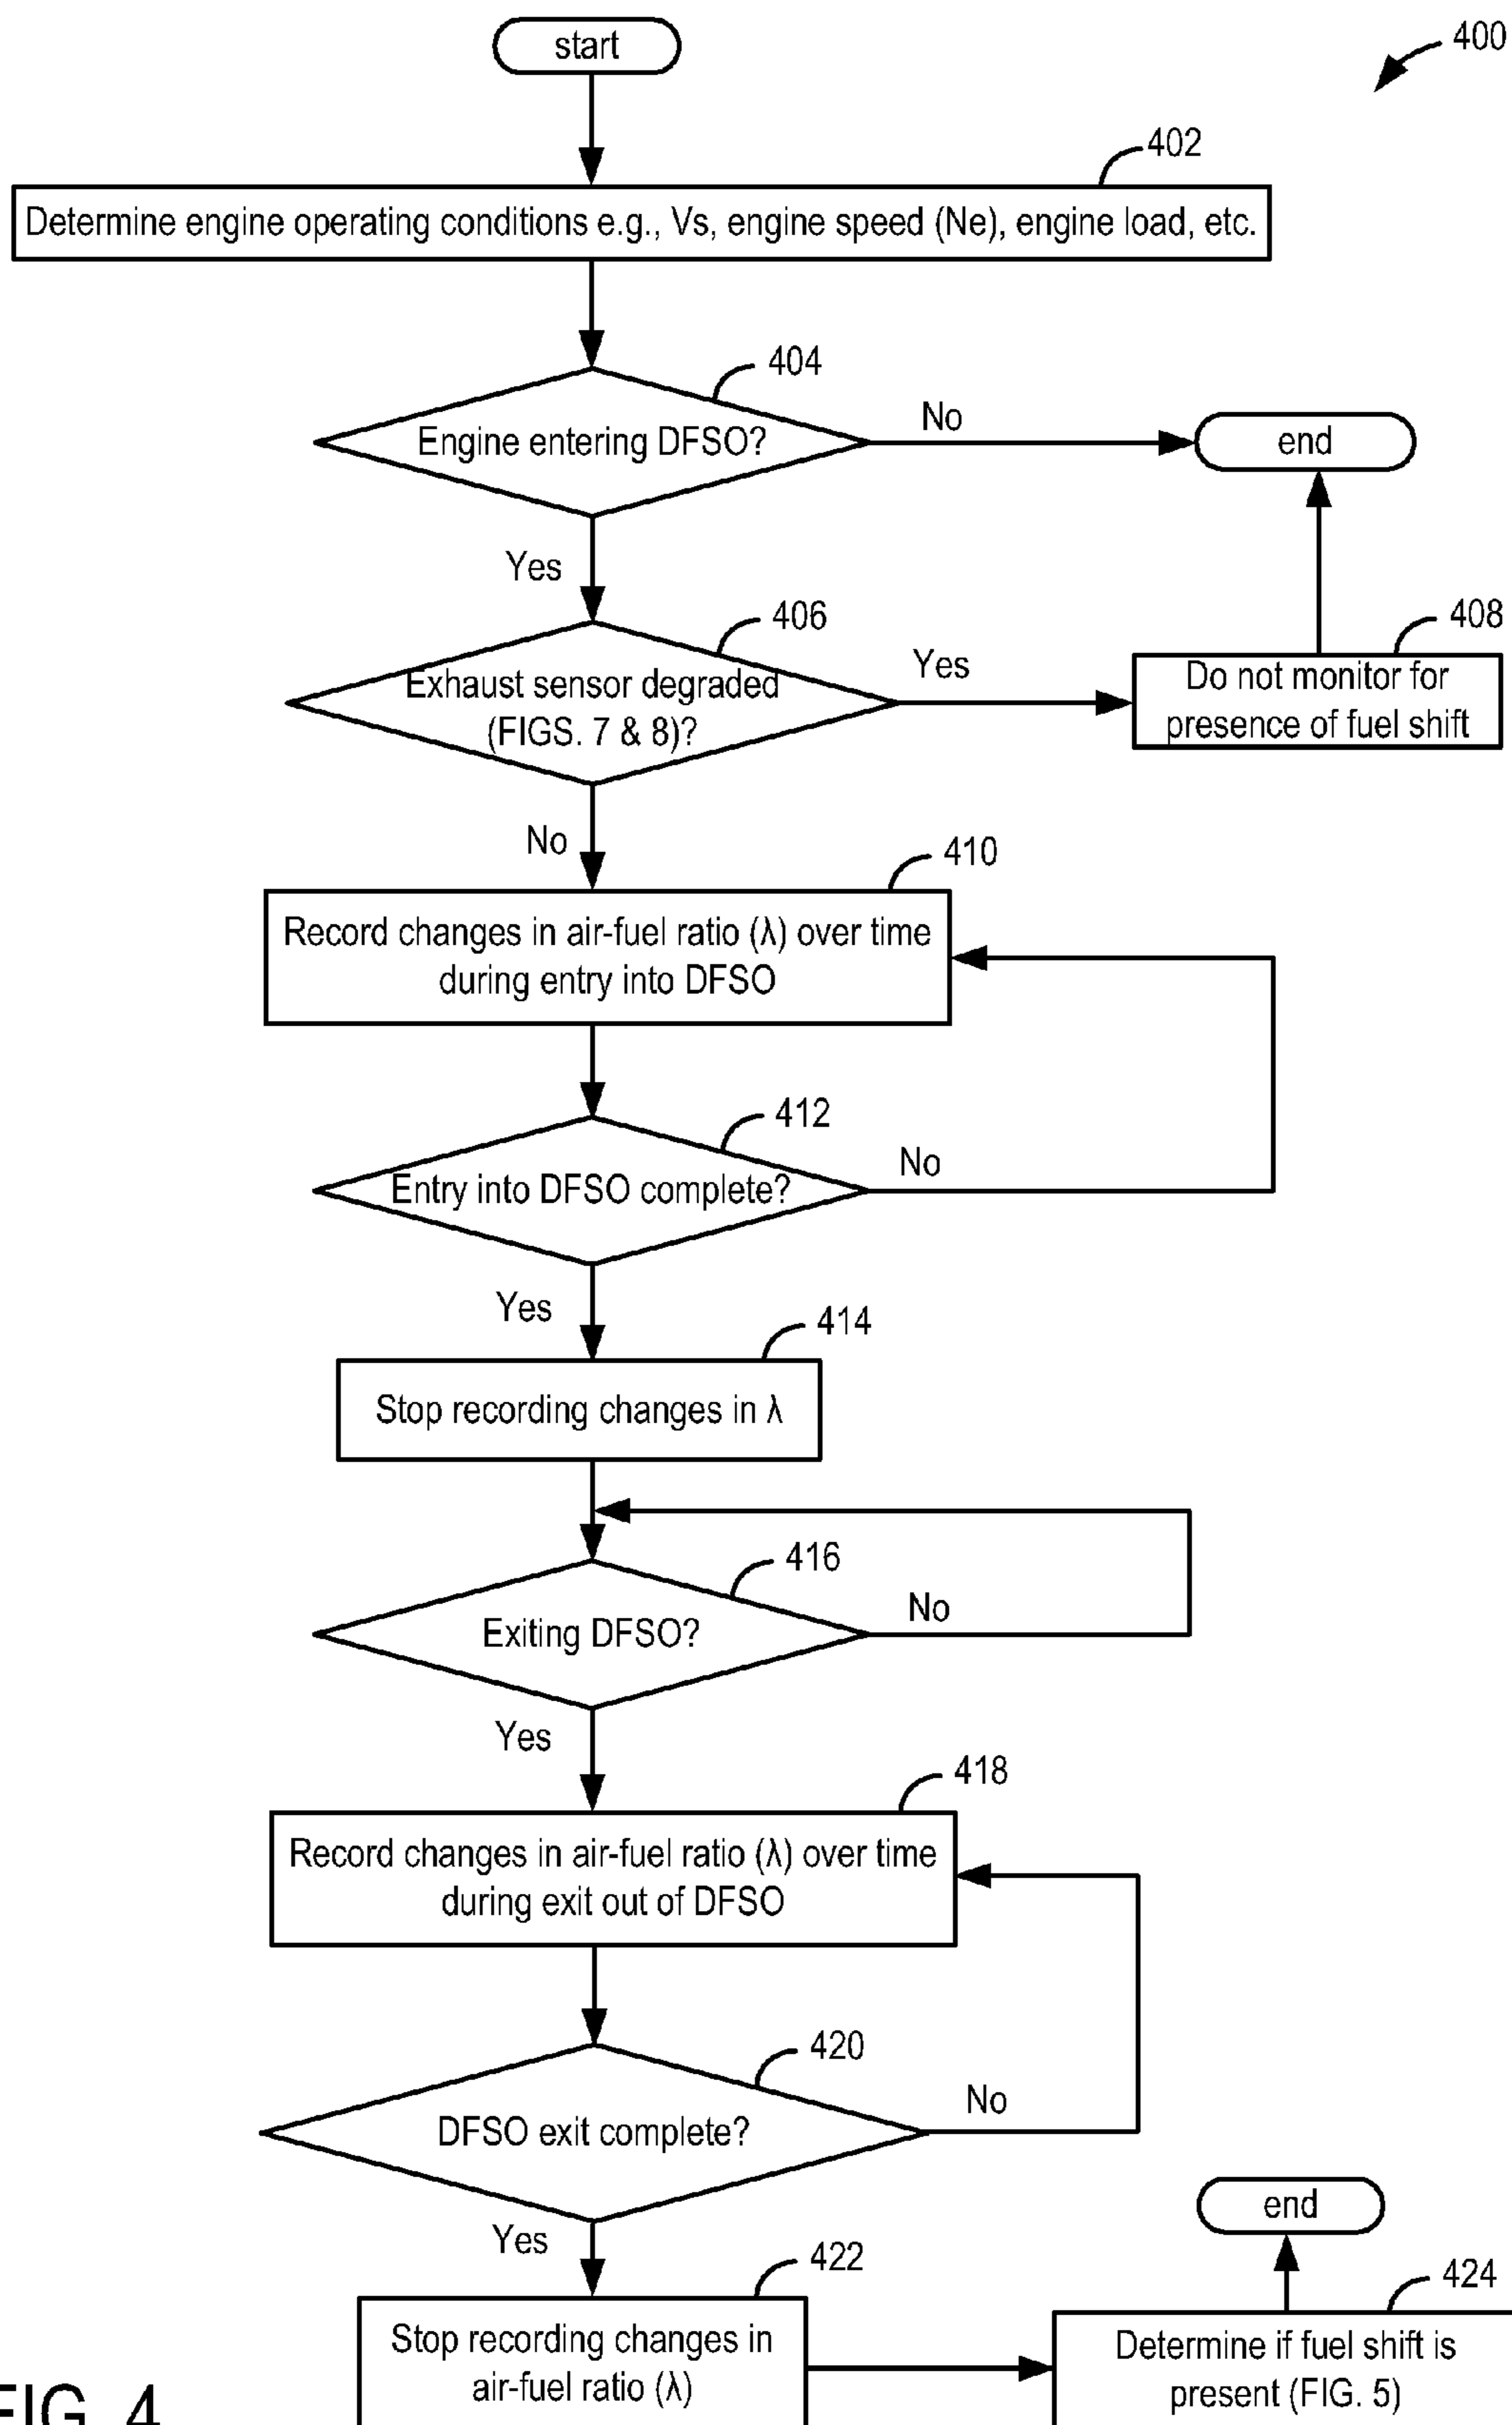 start
400
402
Determine engine operating conditions e.g., Vs, engine speed (Ne), engine load, etc.
404
Engine entering DFSO?
No
end
Yes
406
Exhaust sensor degraded
(FIGS. 7 & 8)?
Yes
408
Do not monitor for
presence of fuel shift
No
410
Record changes in air-fuel ratio (λ) over time
during entry into DFSO
412
Entry into DFSO complete?
No
Yes
414
Stop recording changes in λ
416
Exiting DFSO?
No
Yes
418
Record changes in air-fuel ratio (λ) over time
during exit out of DFSO
420
DFSO exit complete?
No
Yes
422
Stop recording changes in
air-fuel ratio (λ)
end
424
Determine if fuel shift is
present (FIG. 5)
FIG. 4